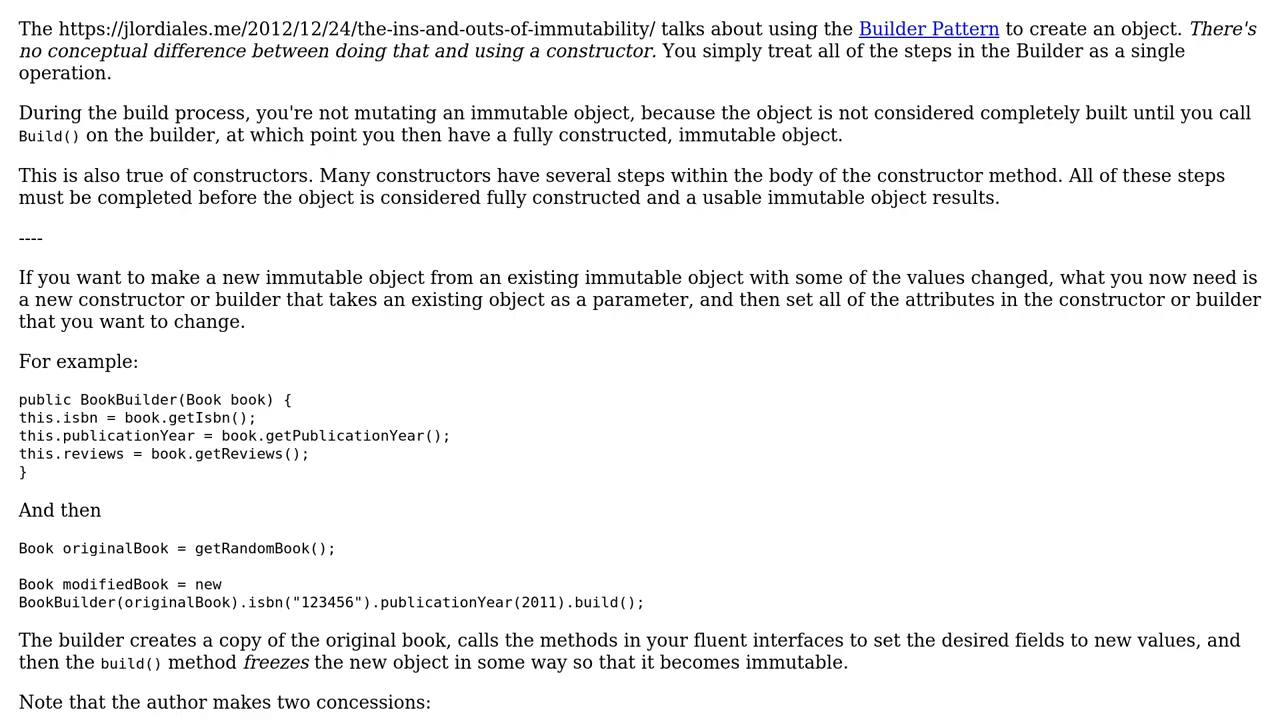 The https://jlordiales.me/2012/12/24/the-ins-and-outs-of-immutability/ talks about using the Builder Pattern to create an object. There's
no conceptual difference between doing that and using a constructor. You simply treat all of the steps in the Builder as a single
operation.
During the build process, you're not mutating an immutable object, because the object is not considered completely built until you call
Build() on the builder, at which point you then have a fully constructed, immutable object.
This is also true of constructors. Many constructors have several steps within the body of the constructor method. All of these steps
must be completed before the object is considered fully constructed and a usable immutable object results.
----
If you want to make a new immutable object from an existing immutable object with some of the values changed, what you now need is
a new constructor or builder that takes an existing object as a parameter, and then set all of the attributes in the constructor or builder
that you want to change.
For example:
public BookBuilder(Book book) {
this.isbn = book.getIsbn();
this.publicationYear = book.getPublicationYear();
this.reviews = book.getReviews();
}
And then
Book originalBook = getRandomBook();
Book modifiedBook = new
BookBuilder(originalBook).isbn("123456").publicationYear(2011).build();
The builder creates a copy of the original book, calls the methods in your fluent interfaces to set the desired fields to new values, and
then the build() method freezes the new object in some way so that it becomes immutable.
Note that the author makes two concessions: